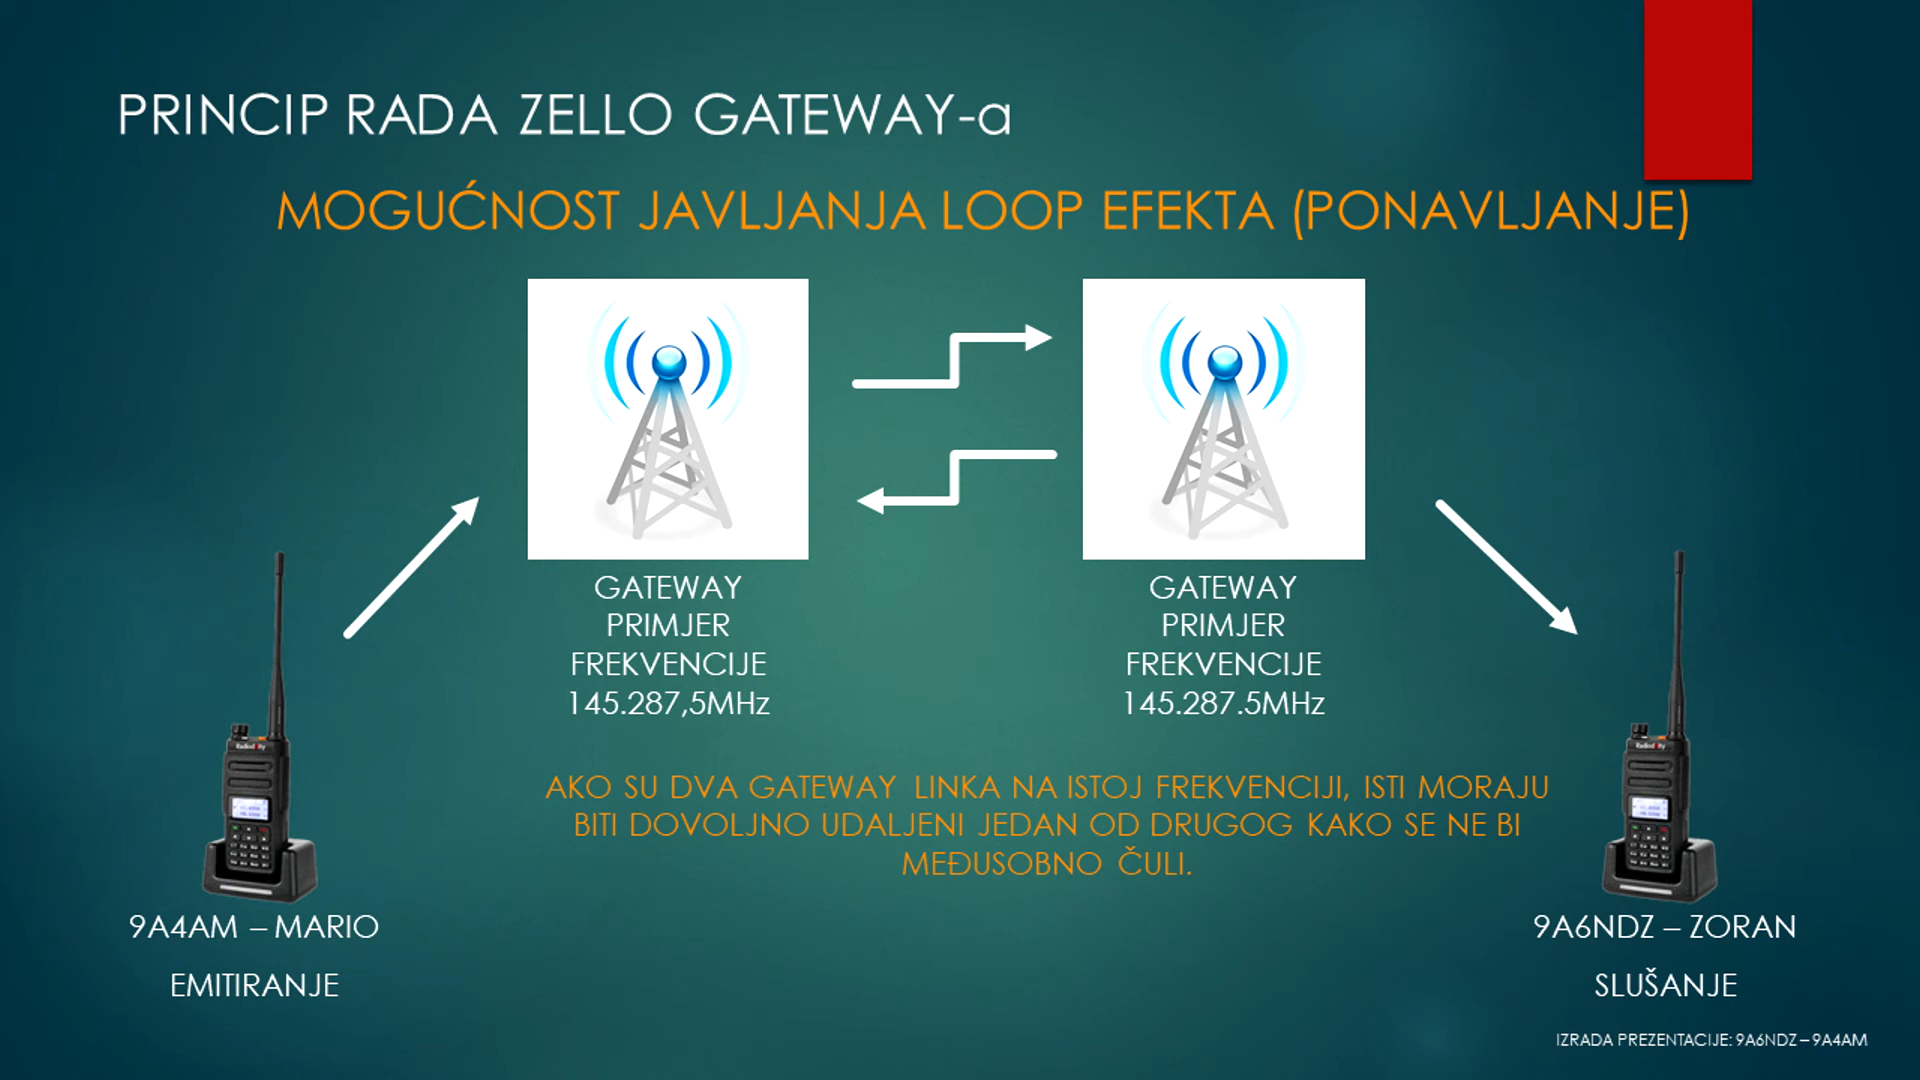 PRINCIP RADA ZELLO GATEWAY-a
MOGUĆNOST JAVLJANJA LOOP EFEKTA (PONAVLJANJE)
GATEWAY
PRIMJER
FREKVENCIJE
145.287,5MHz
GATEWAY
PRIMJER
FREKVENCIJE
145.287.5MHz
AKO SU DVA GATEWAY LINKA NA ISTOJ FREKVENCIJI, ISTI MORAJU
BITI DOVOLJNO UDALJENI JEDAN OD DRUGOG KAKO SE NE BI
MEĐUSOBNO ČULI.
9A4AM – MARIO
EMITIRANJE
9A6NDZ – ZORAN
SLUŠANJE
IZRADA PREZENTACIJE: 9A6NDZ – 9A4AM